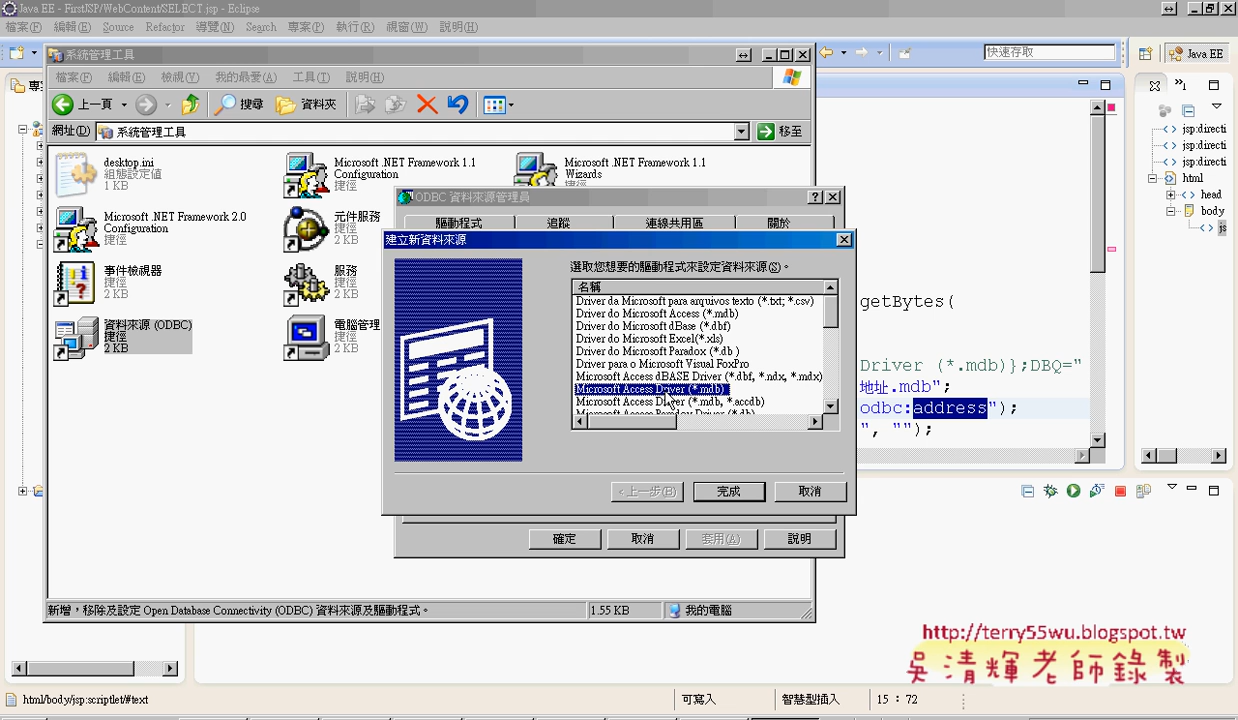 Java EE - FirstJSP/WebContent/SELECT.jsp - Eclipse
檔案(F) 編輯(E) Source Refactor 導覽(N) Search 專案(P) 執行(R) 視窗(W) 說明(H)
快速存取
Java EE
系統管理工具
檔案(F) 編輯(E) 檢視(V) 我的最愛(A) 工具(T) 說明(H)
上一頁 搜尋 資料夾
網址(D) 系統管理工具 移至
desktop.ini
組態設定值
1 KB
Microsoft .NET Framework 1.1
Configuration
捷徑
Microsoft .NET Framework 1.1
Wizards
捷徑
Microsoft .NET Framework 2.0
Configuration
捷徑
元件服務
捷徑
2 KB
事件檢視器
捷徑
2 KB
服務
捷徑
2 KB
資料來源 (ODBC)
捷徑
2 KB
電腦管理
捷徑
2 KB
新增，移除及設定 Open Database Connectivity (ODBC) 資料來源及驅動程式。
1.55 KB
我的電腦
ODBC 資料來源管理員
驅動程式 追蹤 連線共用區 關於
建立新資料來源
選取您想要的驅動程式來設定資料來源(S)。
名稱
Driver da Microsoft para arquivos texto (*.txt; *.csv)
Driver do Microsoft Access (*.mdb)
Driver do Microsoft dBase (*.dbf)
Driver do Microsoft Excel(*.xls)
Driver do Microsoft Paradox (*.db )
Driver para o Microsoft Visual FoxPro
Microsoft Access dBASE Driver (*.dbf, *.ndx, *.mdx)
Microsoft Access Driver (*.mdb)
Microsoft Access Driver (*.mdb, *.accdb)
Microsoft Access Paradox Driver (*.db)
<上一步(B) 完成 取消
確定 取消 套用(A) 說明
getBytes(
Driver (*.mdb)};DBQ="
地址.mdb";
odbc:address");
", "");
jsp:directi
jsp:directi
jsp:directi
html
head
body
js
http://terry55wu.blogspot.tw
吳清輝老師錄製
html/body/jsp:scriptlet/#text
可寫入
智慧型插入
15 : 72